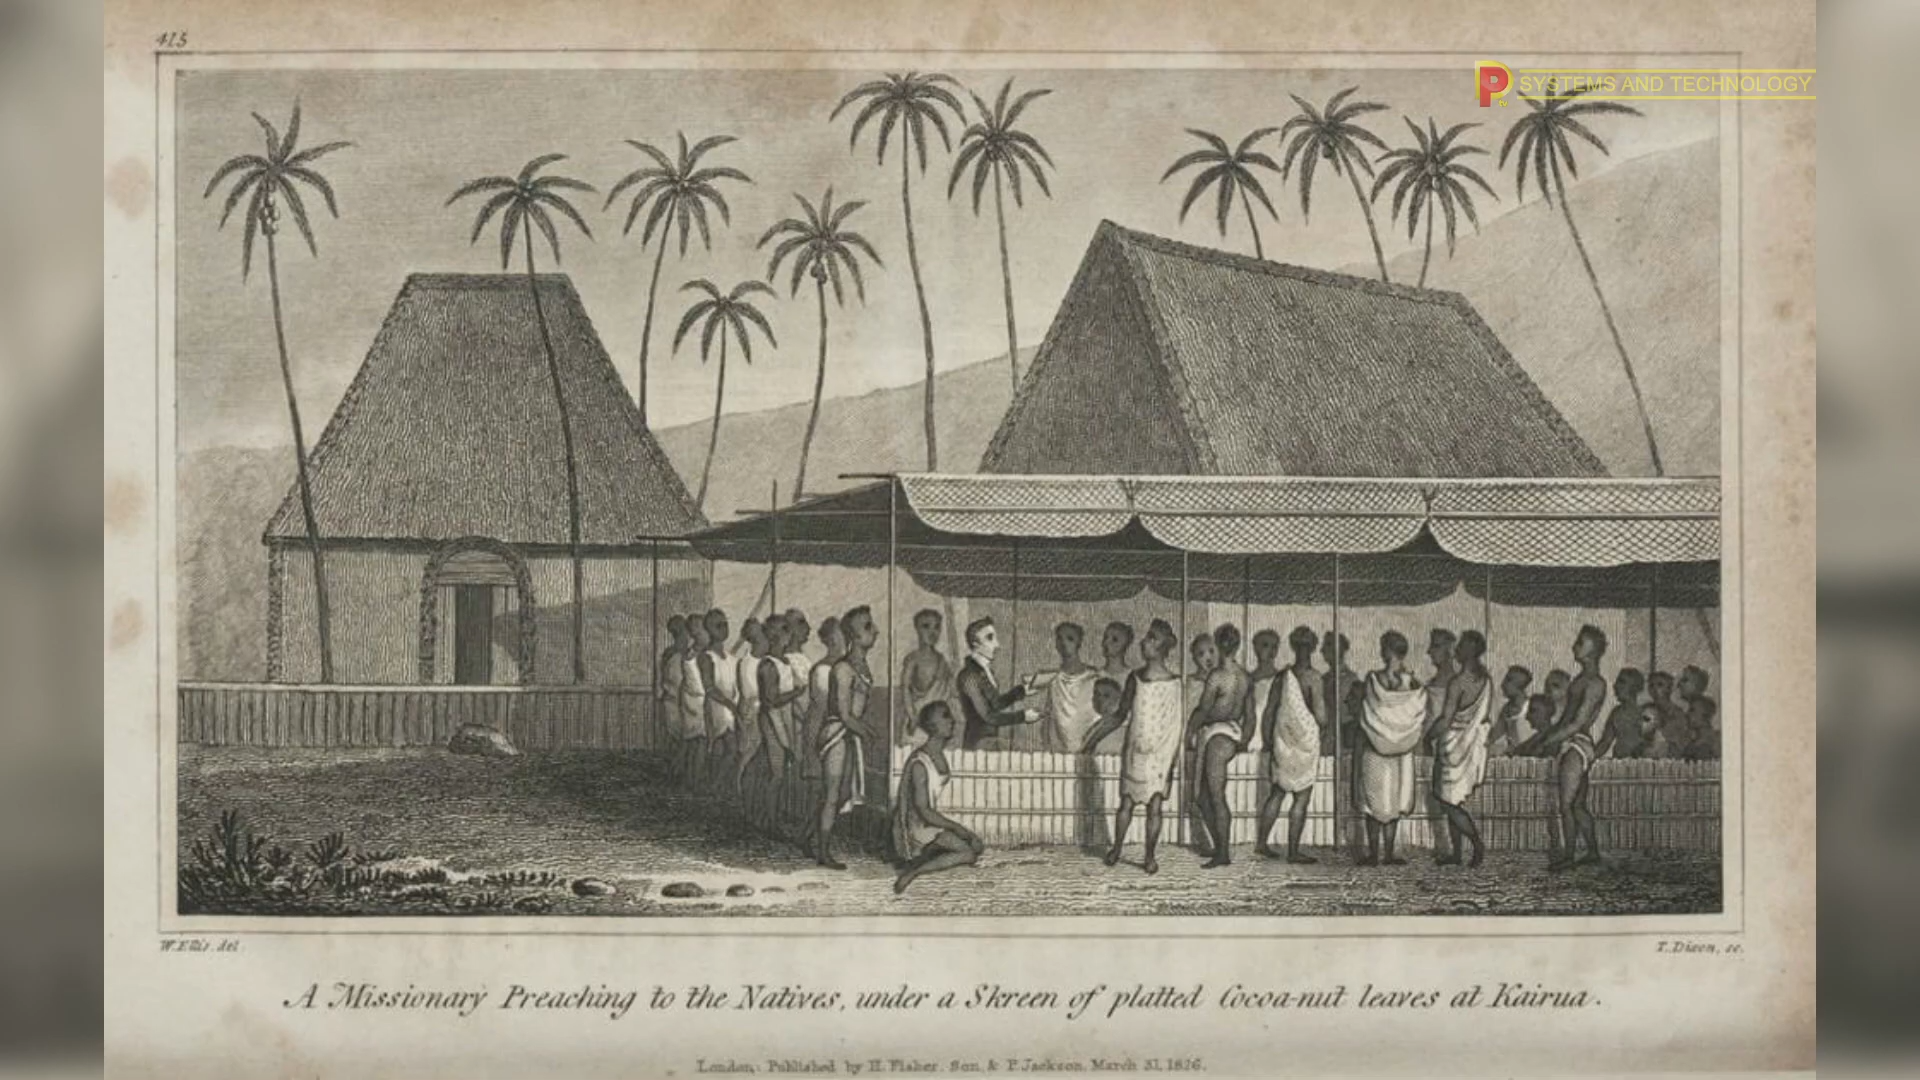 415
P tv SYSTEMS AND TECHNOLOGY
W. Ellis. del.
T. Dixon, sc.
A Missionary Preaching to the Natives, under a Skreen of platted Cocoa-nut leaves at Kairua.
London: Published by H. Fisher, Son, & P. Jackson, March 31, 1826.